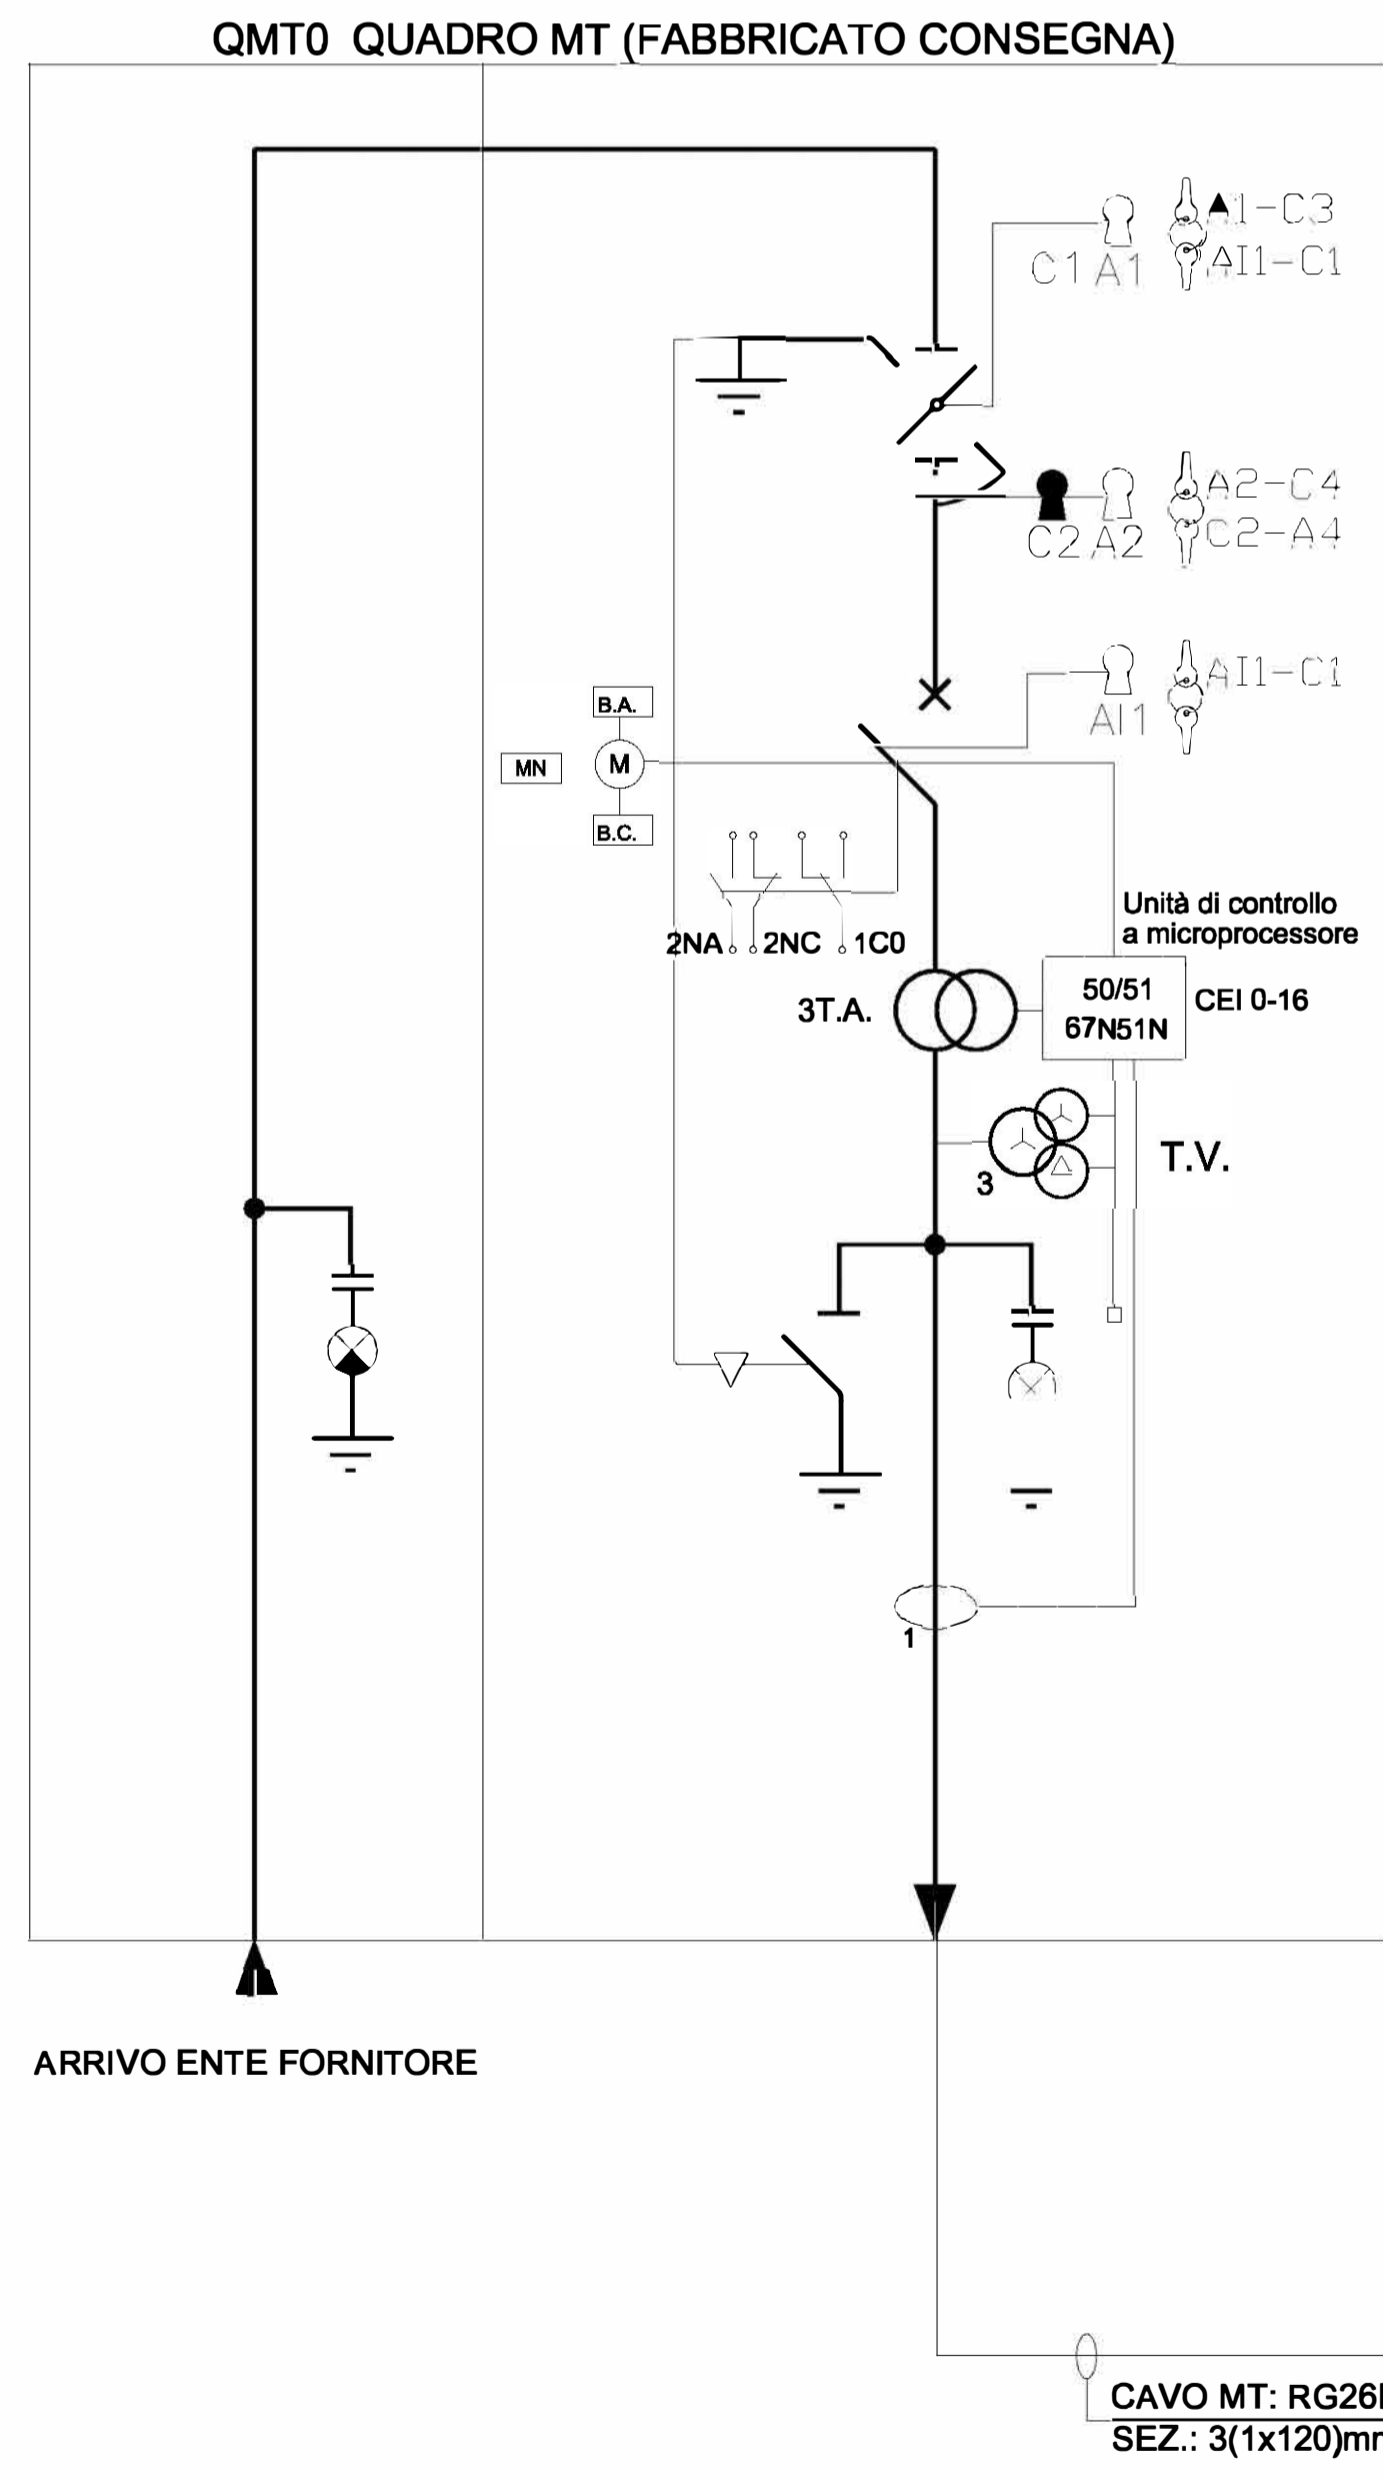 QMT0 QUADRO MT (FABBRICATO CONSEGNA)
A1-C3
C1 A1
AI1-C1
A2-C4
C2 A2
C2-A4
AI1-C1
AI1
B.A.
MN
M
B.C.
2NA
2NC
1C0
Unità di controllo
a microprocessore
50/51
67N51N
CEI 0-16
3T.A.
T.V.
3
1
ARRIVO ENTE FORNITORE
CAVO MT:
SEZ.: 3(1x120)